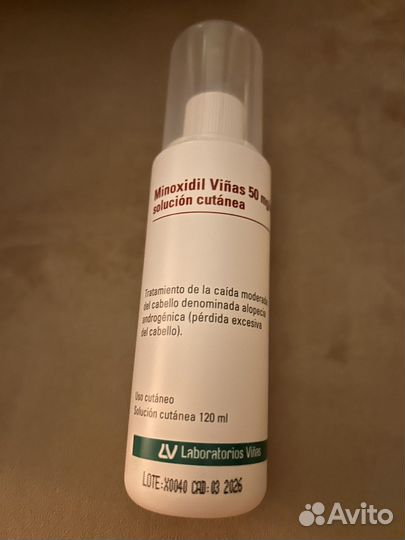 Minoxidil Viñas 50 mg
solución cutánea
Tratamiento de la caída moderada
del cabello denominada alopecia
androgénica (pérdida excesiva
del cabello).
Uso cutáneo
Solución cutánea 120 ml
LV Laboratorios Viñas
LOTE:X0040 CAD:03 2026
Avito